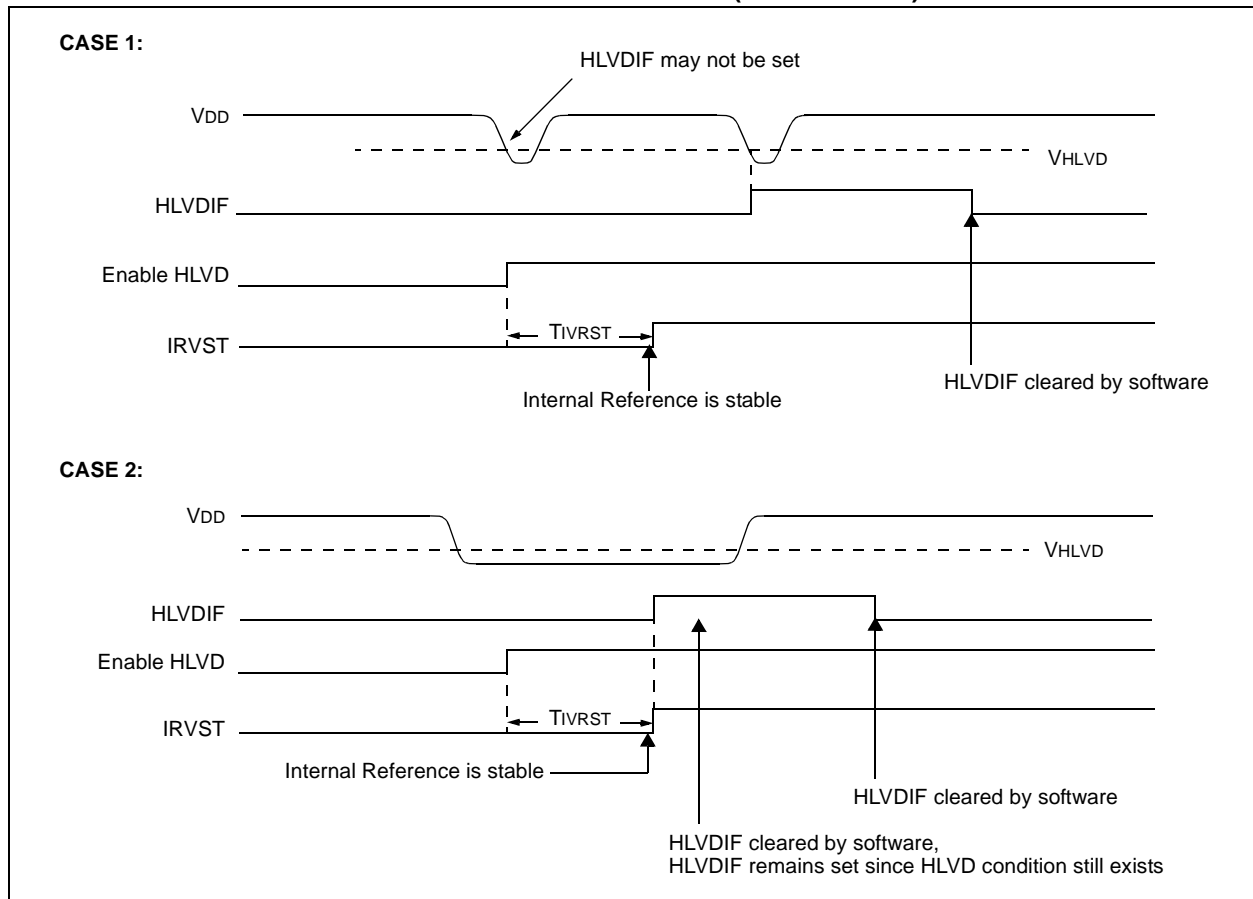 CASE 1:
HLVDIF may not be set
VDD
VHLVD
HLVDIF
Enable HLVD
TIVRST
IRVST
HLVDIF cleared by software
Internal Reference is stable
CASE 2:
VDD
VHLVD
HLVDIF
Enable HLVD
TIVRST
IRVST
Internal Reference is stable
HLVDIF cleared by software
HLVDIF cleared by software,
HLVDIF remains set since HLVD condition still exists